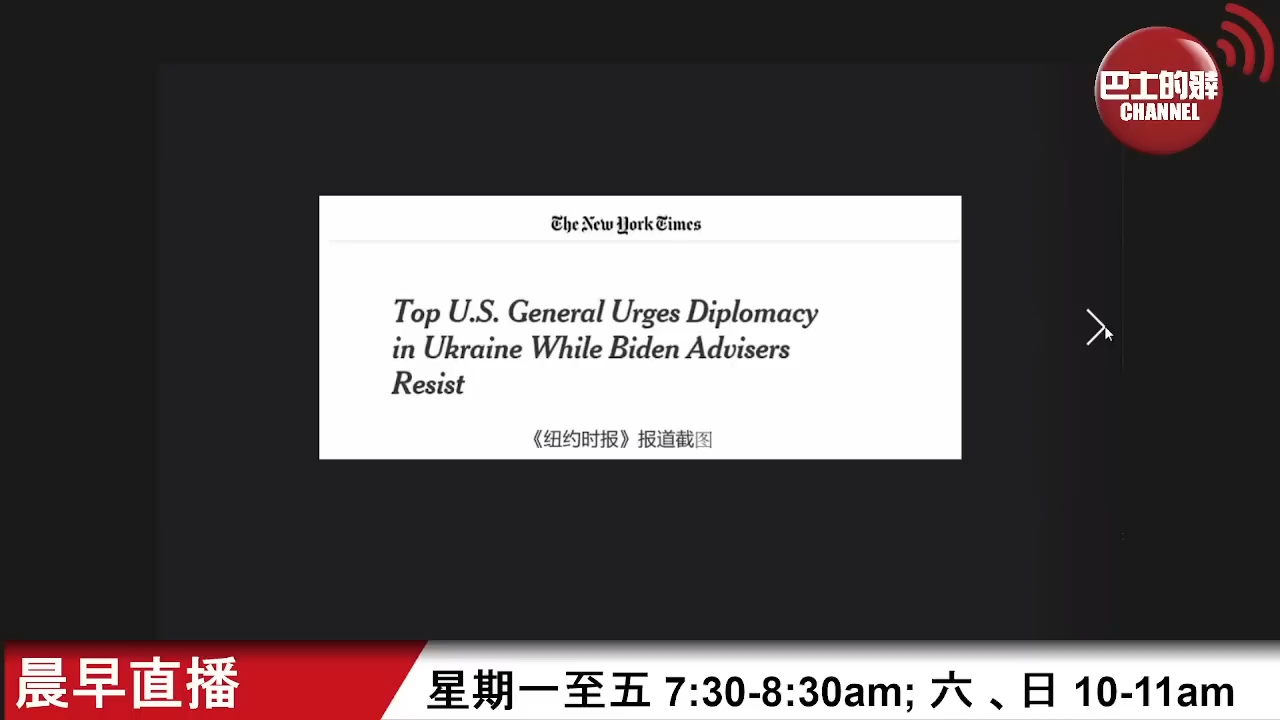 巴士的報
CHANNEL
The New York Times
Top U.S. General Urges Diplomacy
in Ukraine While Biden Advisers
Resist
《纽约时报》报道截图
晨早直播
星期一至五 7:30-8:30am; 六 、日 10-11am